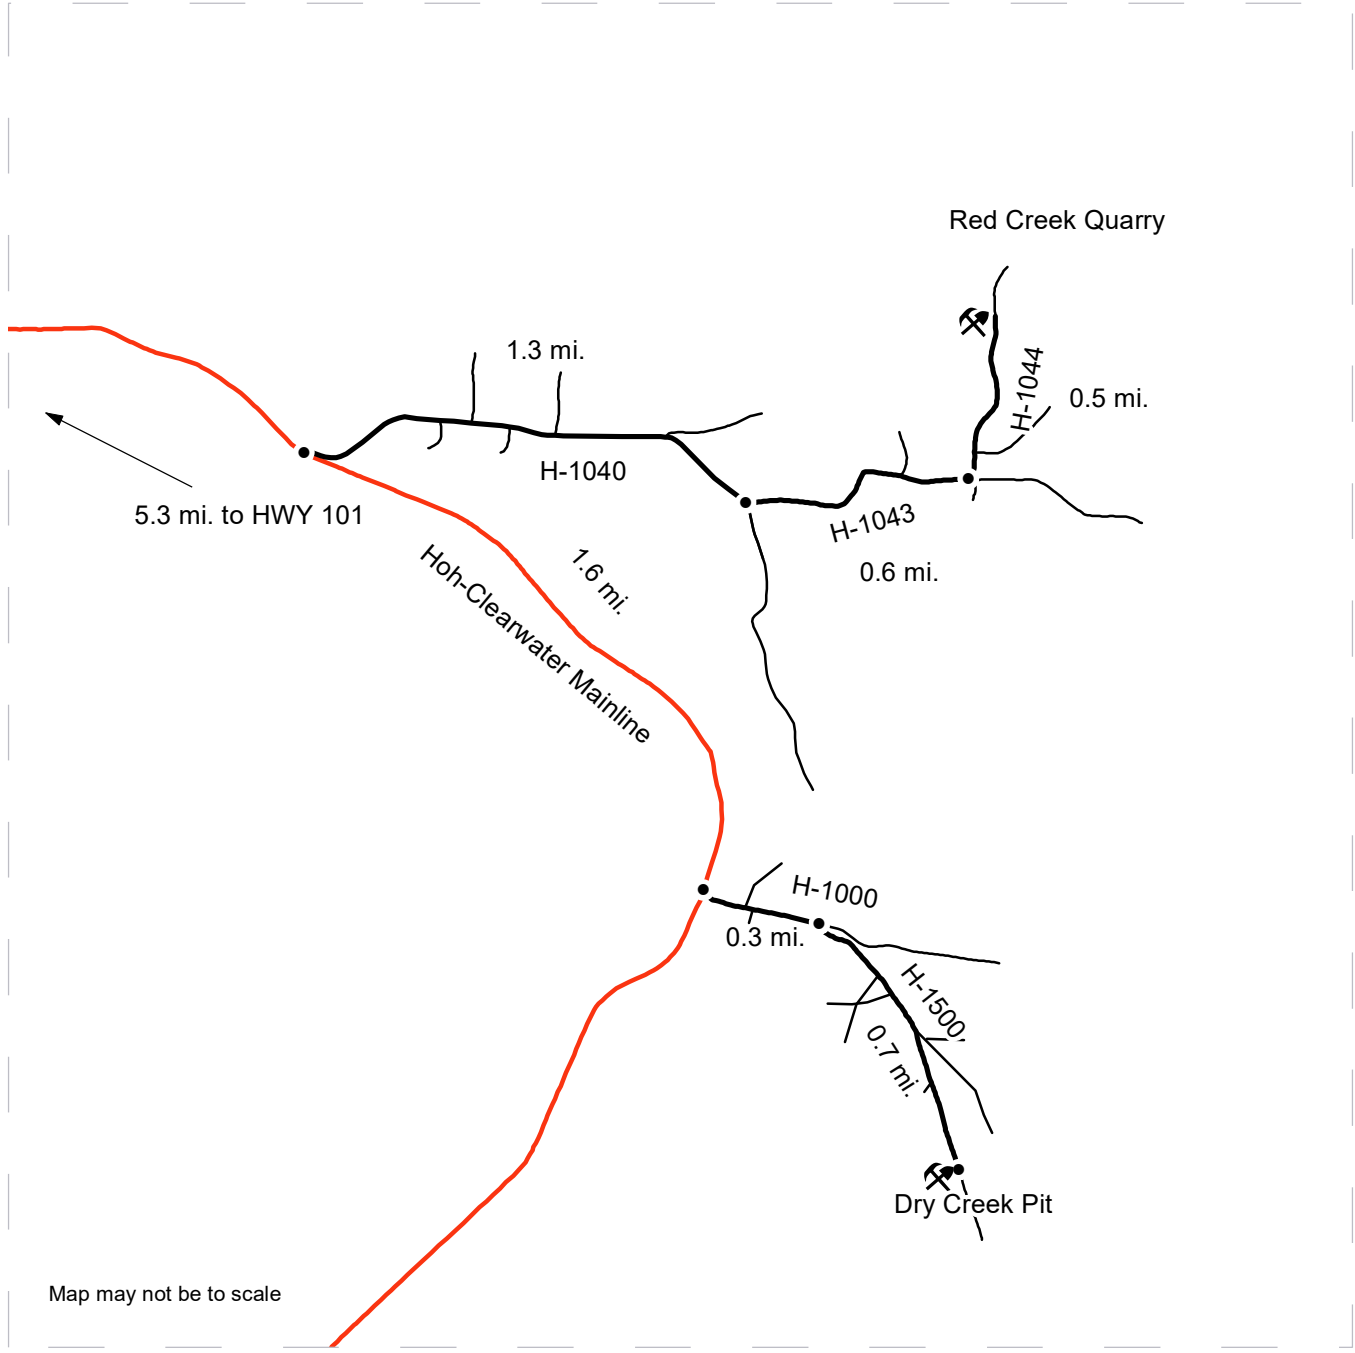 Red Creek Quarry
1.3 mi.
H-1044
0.5 mi.
H-1040
5.3 mi. to HWY 101
H-1043
0.6 mi.
1.6 mi.
Hoh-Clearwater Mainline
H-1000
0.3 mi.
H-1500
0.7 mi.
Dry Creek Pit
Map may not be to scale